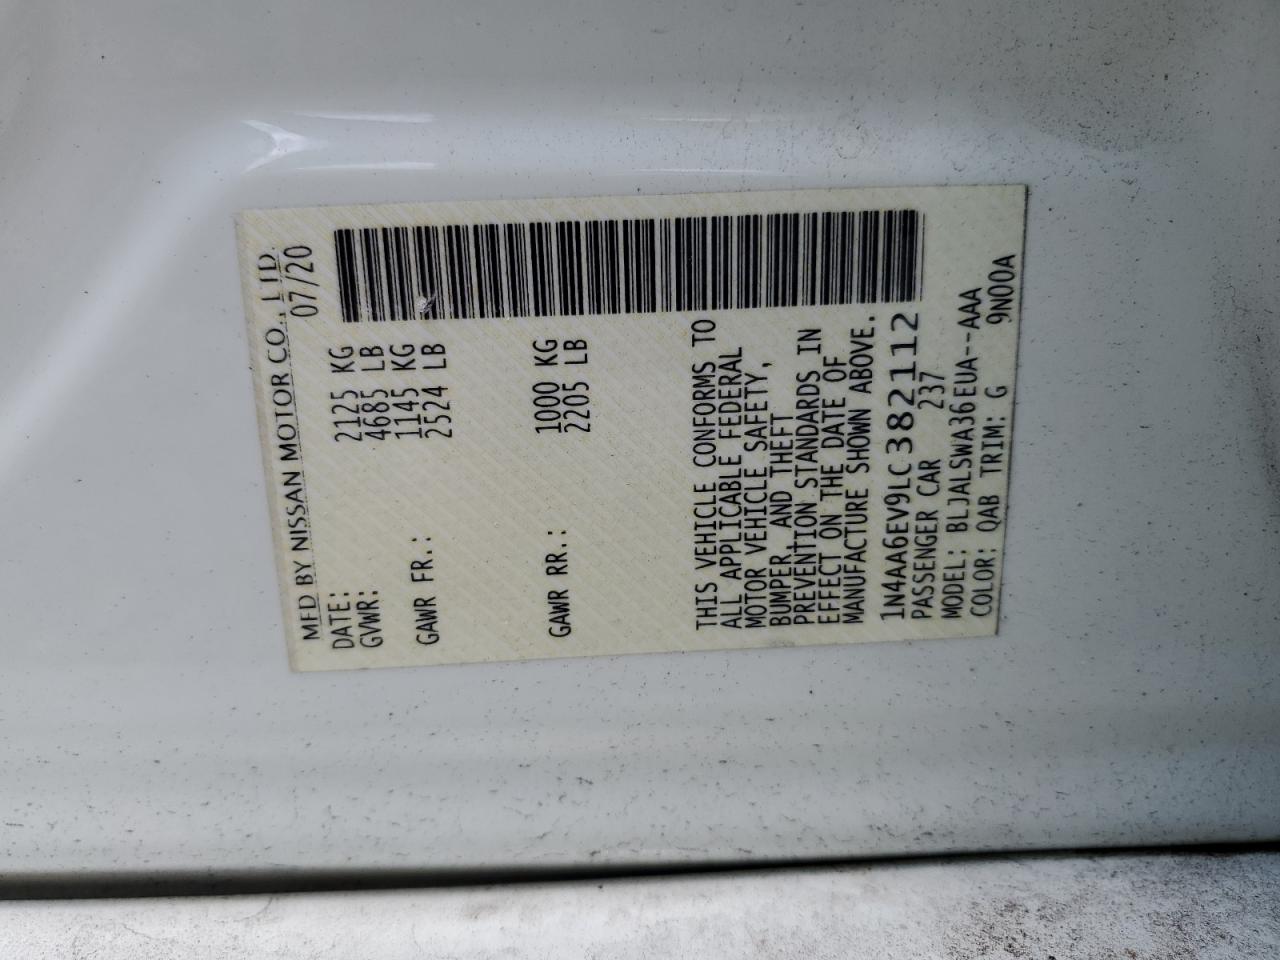 MFD BY NISSAN MOTOR CO., LTD.
DATE: 07/20
GVWR: 2125 KG
4685 LB
GAWR FR.: 1145 KG
2524 LB
GAWR RR.: 1000 KG
2205 LB
THIS VEHICLE CONFORMS TO
ALL APPLICABLE FEDERAL
MOTOR VEHICLE SAFETY,
BUMPER, AND THEFT
PREVENTION STANDARDS IN
EFFECT ON THE DATE OF
MANUFACTURE SHOWN ABOVE.
1N4AA6EV9LC382112
PASSENGER CAR 237
MODEL: BLJALSWA36EUA--AAA
COLOR: QAB TRIM: G 9N00A